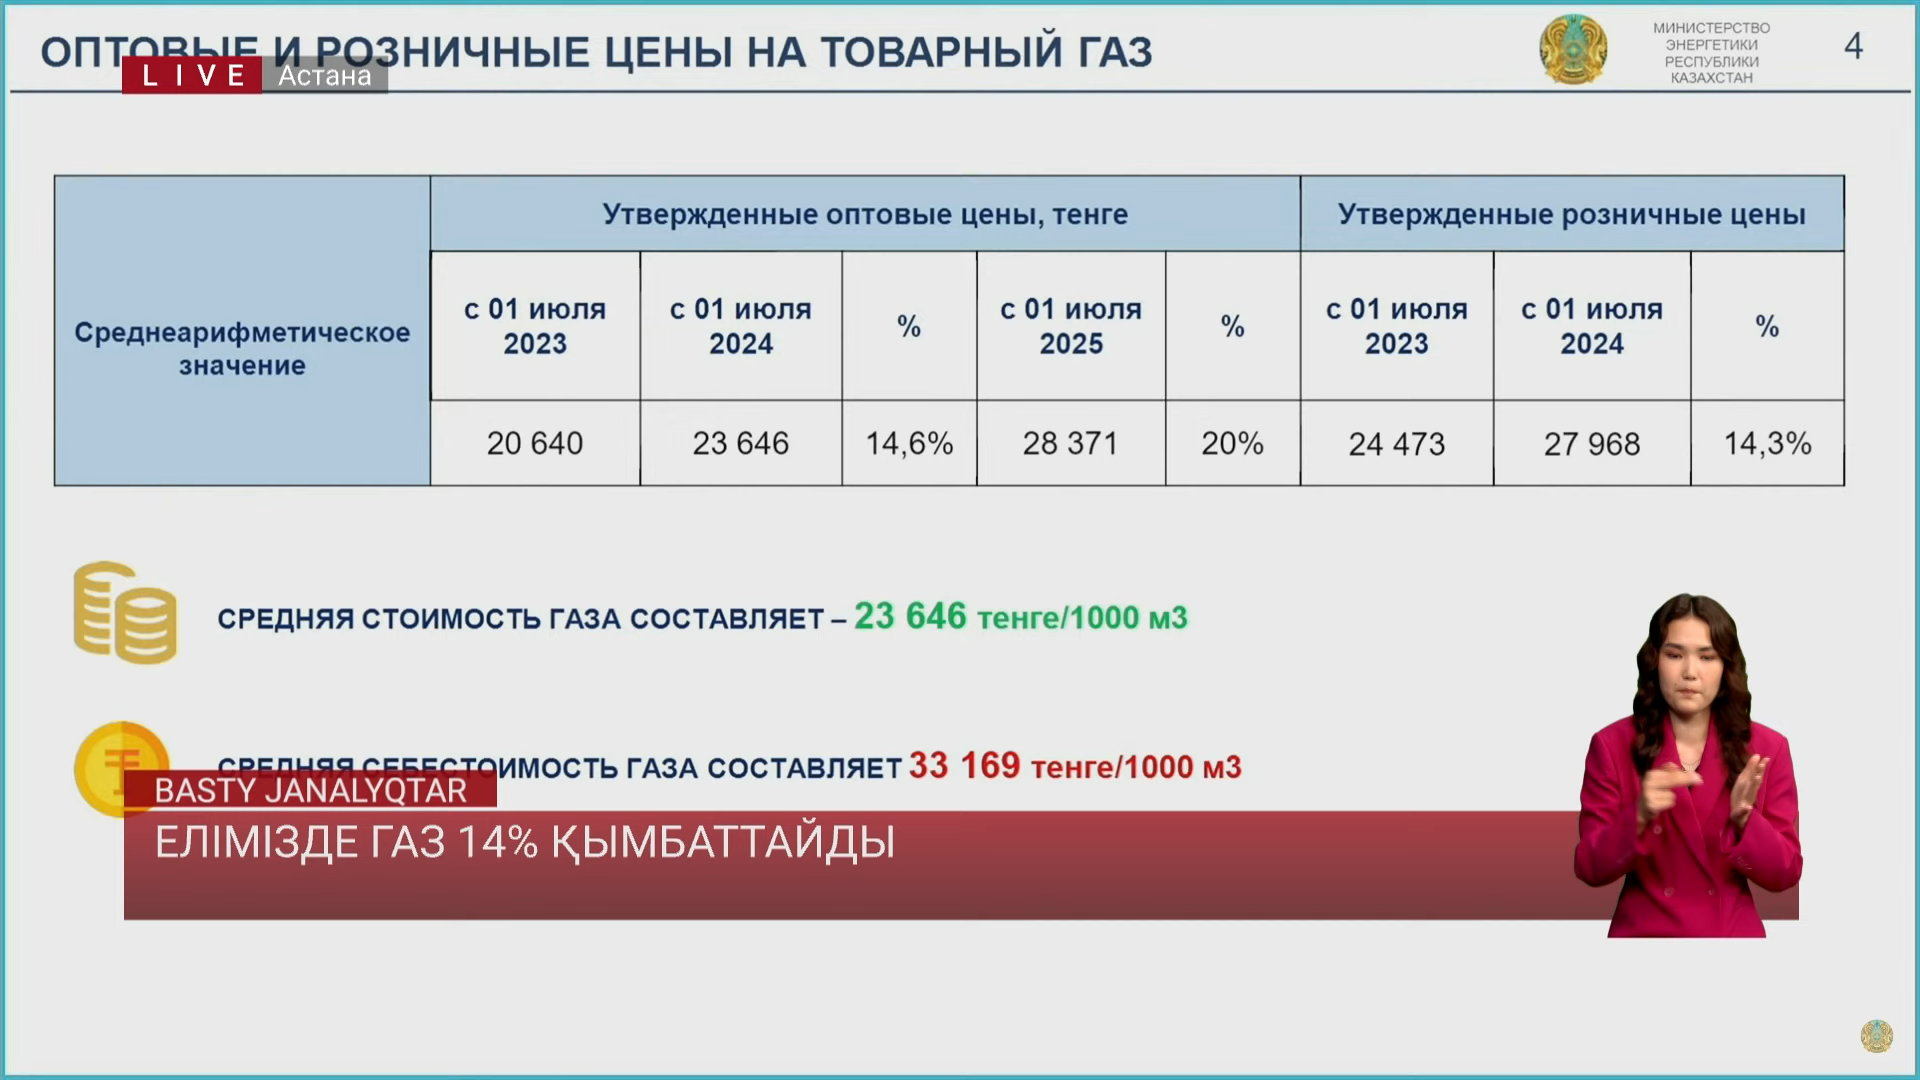 ОПТОВЫЕ И РОЗНИЧНЫЕ ЦЕНЫ НА ТОВАРНЫЙ ГАЗ
LIVE Астана
МИНИСТЕРСТВО
ЭНЕРГЕТИКИ
РЕСПУБЛИКИ
КАЗАХСТАН
4
Среднеарифметическое
значение
Утвержденные оптовые цены, тенге
Утвержденные розничные цены
с 01 июля
2023
с 01 июля
2024
%
с 01 июля
2025
%
с 01 июля
2023
с 01 июля
2024
%
20 640
23 646
14,6%
28 371
20%
24 473
27 968
14,3%
СРЕДНЯЯ СТОИМОСТЬ ГАЗА СОСТАВЛЯЕТ – 23 646 тенге/1000 м3
СРЕДНЯЯ СЕБЕСТОИМОСТЬ ГАЗА СОСТАВЛЯЕТ 33 169 тенге/1000 м3
BASTY JANALYQTAR
ЕЛІМІЗДЕ ГАЗ 14% ҚЫМБАТТАЙДЫ